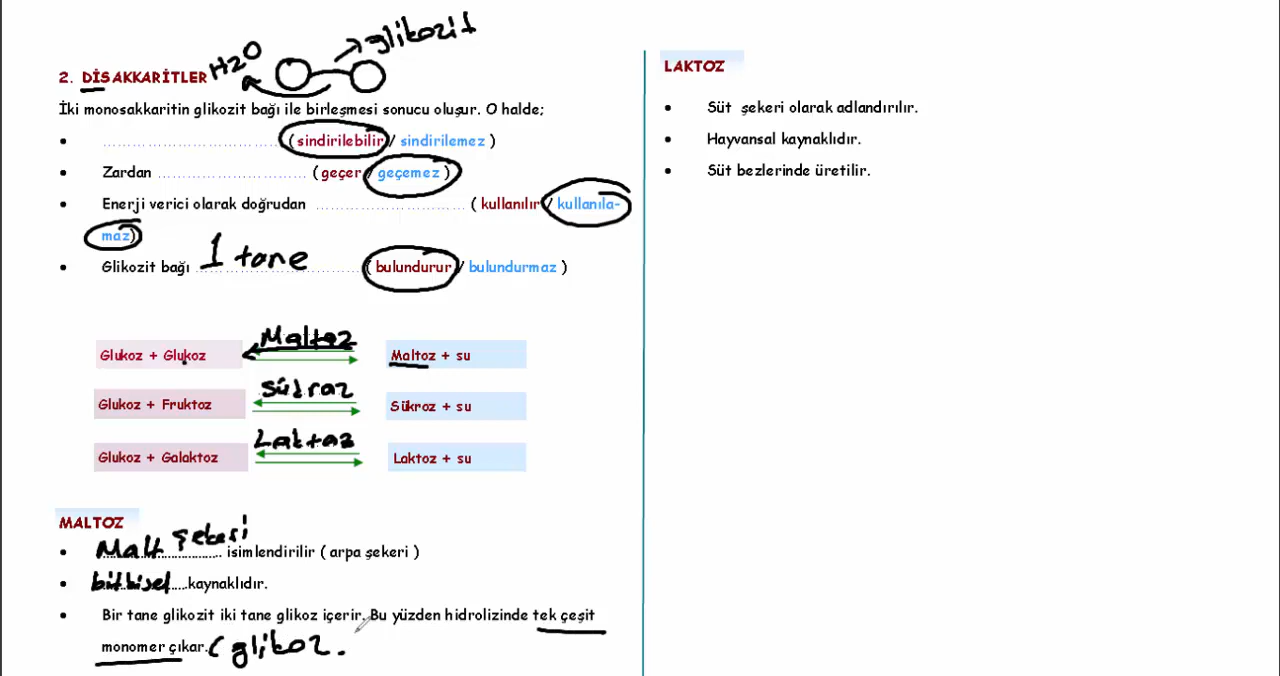 glikozit
H2O
2. DİSAKKARİTLER
İki monosakkaritin glikozit bağı ile birleşmesi sonucu oluşur. O halde;
• ................................ ( sindirilebilir / sindirilemez )
• Zardan ........................... ( geçer / geçemez )
• Enerji verici olarak doğrudan ........................... ( kullanılır / kullanıla-
maz)
• Glikozit bağı 1 tane ( bulundurur / bulundurmaz )
Maltaz
Glukoz + Glukoz Maltoz + su
Sükraz
Glukoz + Fruktoz Sükroz + su
Laktaz
Glukoz + Galaktoz Laktoz + su
MALTOZ
• Malt şekeri isimlendirilir ( arpa şekeri )
• bitkisel kaynaklıdır.
• Bir tane glikozit iki tane glikoz içerir. Bu yüzden hidrolizinde tek çeşit
monomer çıkar. ( glikoz.
LAKTOZ
• Süt şekeri olarak adlandırılır.
• Hayvansal kaynaklıdır.
• Süt bezlerinde üretilir.